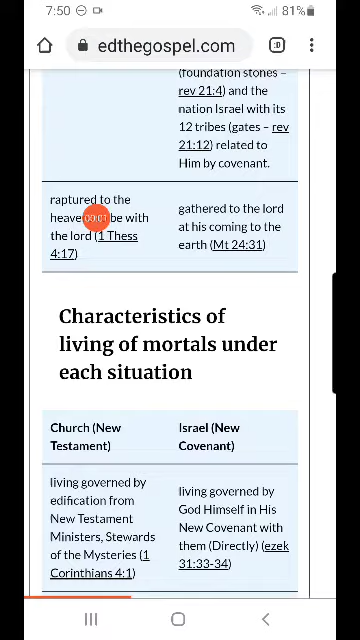 7:50 81%
edthegospel.com :D
(foundation stones –
rev 21:4) and the
nation Israel with its
12 tribes (gates – rev
21:12) related to
Him by covenant.
raptured to the
heave be with
the lord (1 Thess
4:17)
00:01
gathered to the lord
at his coming to the
earth (Mt 24:31)
Characteristics of
living of mortals under
each situation
Church (New
Testament)
Israel (New
Covenant)
living governed by
edification from
New Testament
Ministers, Stewards
of the Mysteries (1
Corinthians 4:1)
living governed by
God Himself in His
New Covenant with
them (Directly) (ezek
31:33-34)